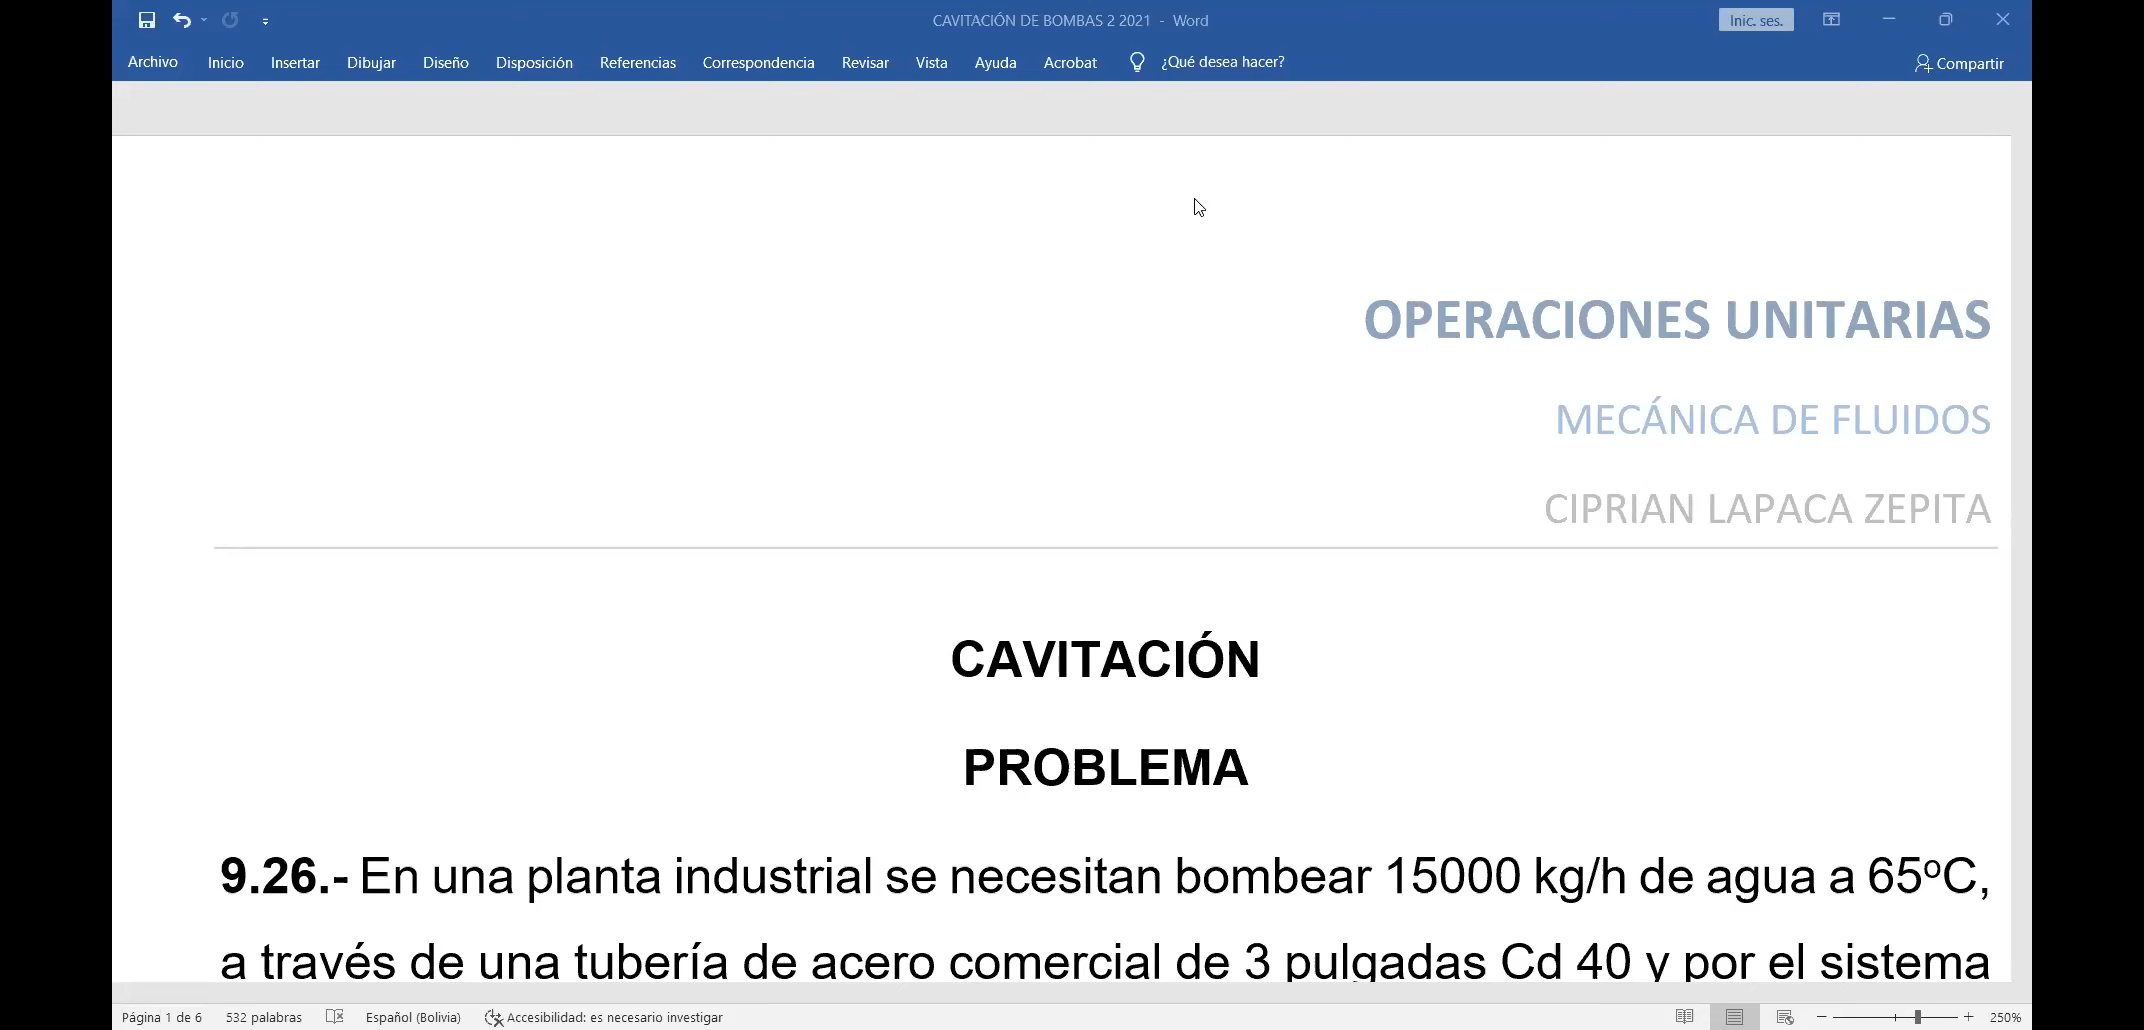 CAVITACIÓN DE BOMBAS 2 2021 - Word
Inic. ses.
Archivo Inicio Insertar Dibujar Diseño Disposición Referencias Correspondencia Revisar Vista Ayuda Acrobat ¿Qué desea hacer? Compartir
OPERACIONES UNITARIAS
MECÁNICA DE FLUIDOS
CIPRIAN LAPACA ZEPITA
CAVITACIÓN
PROBLEMA
9.26.- En una planta industrial se necesitan bombear 15000 kg/h de agua a 65ºC,
a través de una tubería de acero comercial de 3 pulgadas Cd 40 y por el sistema
Página 1 de 6 532 palabras Español (Bolivia) Accesibilidad: es necesario investigar 250%